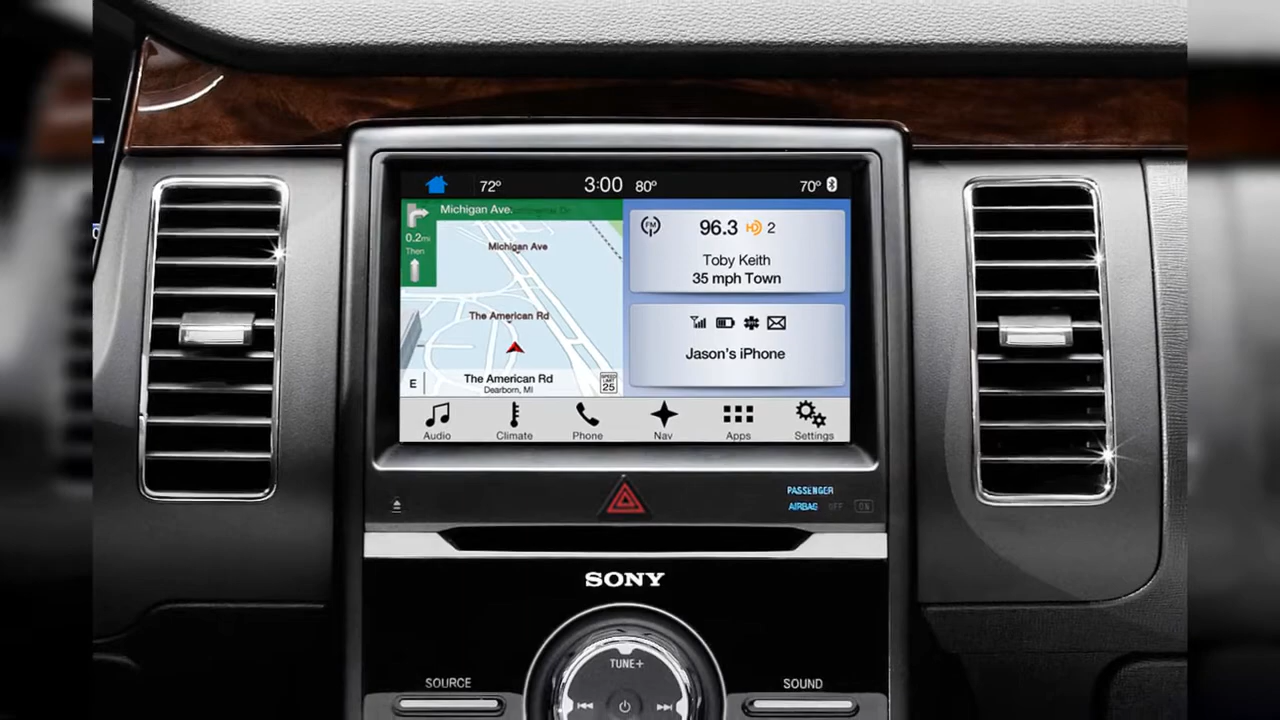 72° 3:00 80° 70°
Michigan Ave.
0.2mi
Then
Michigan Ave
The American Rd
E
The American Rd
Dearborn, MI
SPEED LIMIT 25
FM
96.3 HD 2
Toby Keith
35 mph Town
Jason's iPhone
Audio Climate Phone Nav Apps Settings
PASSENGER
AIRBAG OFF ON
SONY
TUNE+
SOURCE
SOUND